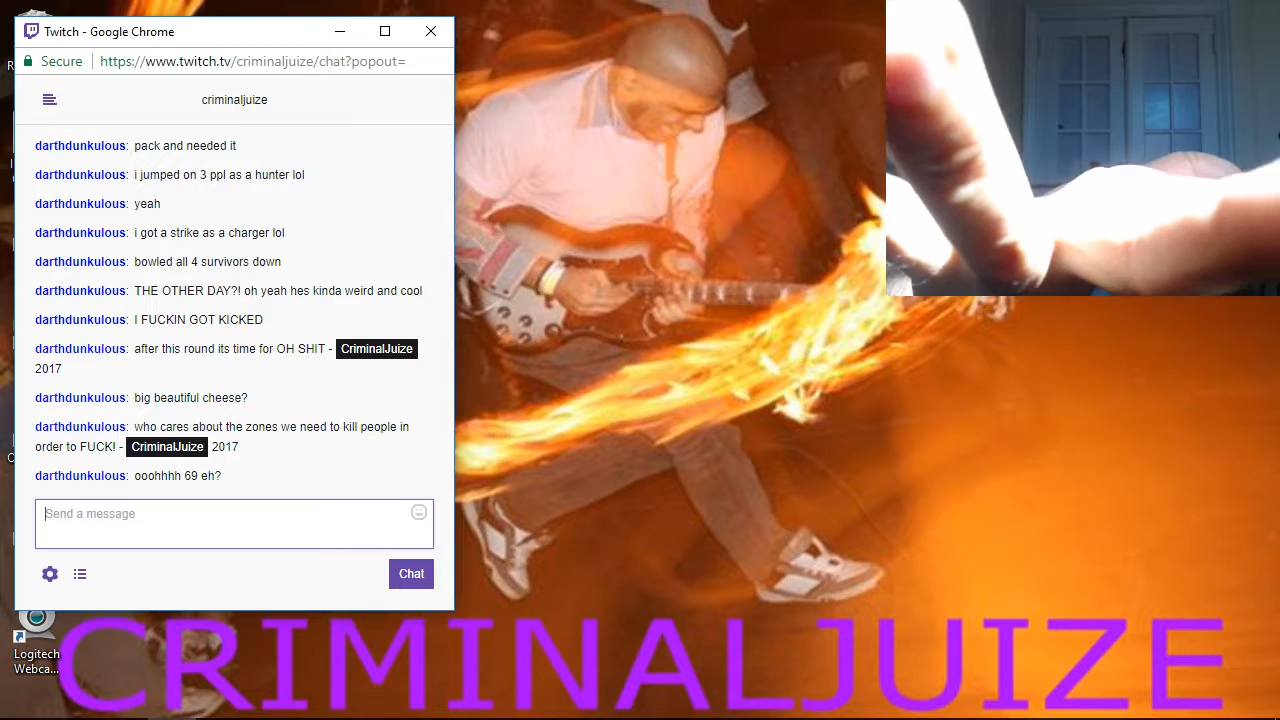 Twitch - Google Chrome
Secure https://www.twitch.tv/criminaljuize/chat?popout=
criminaljuize
darthdunkulous: pack and needed it
darthdunkulous: i jumped on 3 ppl as a hunter lol
darthdunkulous: yeah
darthdunkulous: i got a strike as a charger lol
darthdunkulous: bowled all 4 survivors down
darthdunkulous: THE OTHER DAY?! oh yeah hes kinda weird and cool
darthdunkulous: I FUCKIN GOT KICKED
darthdunkulous: after this round its time for OH SHIT - CriminalJuize
2017
darthdunkulous: big beautiful cheese?
darthdunkulous: who cares about the zones we need to kill people in
order to FUCK! - CriminalJuize 2017
darthdunkulous: ooohhhh 69 eh?
Send a message
Chat
Logitech
Webca...
CRIMINALJUIZE